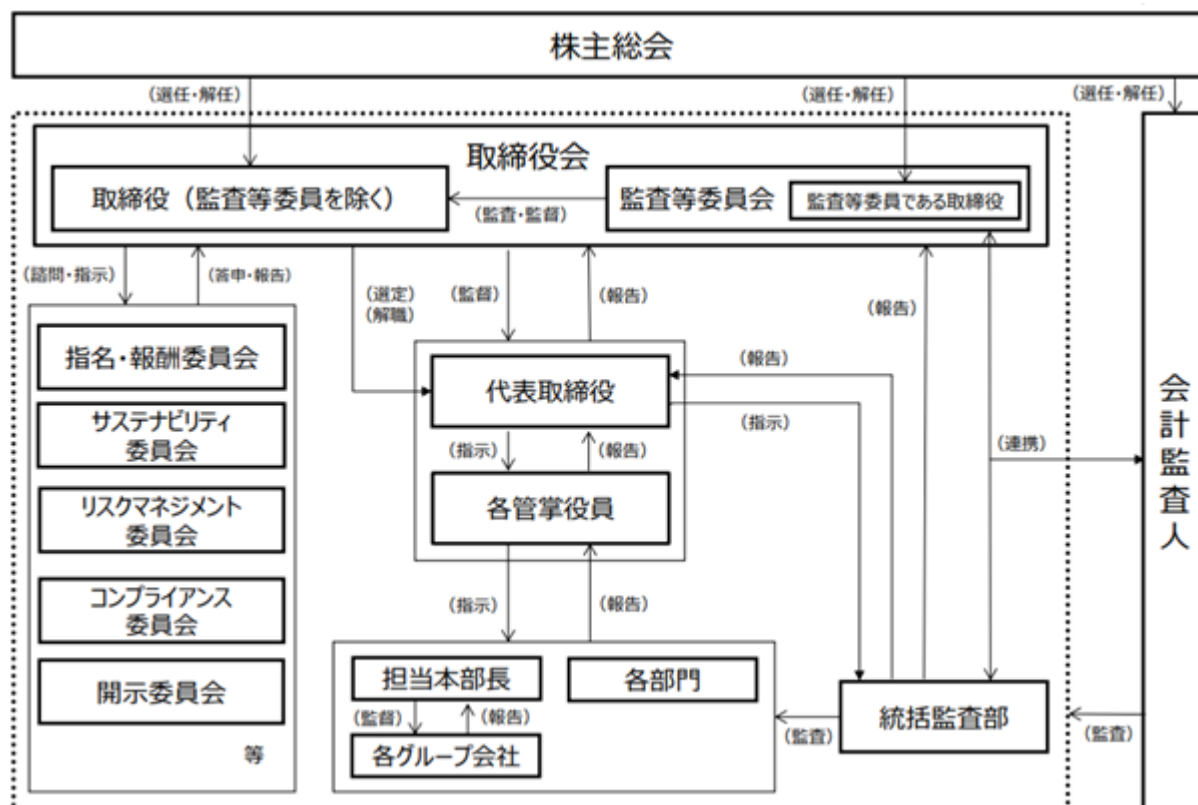 株主総会
(選任・解任)
(選任・解任)
(選任・解任)
取締役会
取締役（監査等委員を除く）
(監査・監督)
監査等委員会
監査等委員である取締役
(諮問・指示)
(答申・報告)
(選定)
(解職)
(監督)
(報告)
(報告)
指名・報酬委員会
サステナビリティ
委員会
リスクマネジメント
委員会
コンプライアンス
委員会
開示委員会
等
代表取締役
(報告)
(指示)
(指示)
(報告)
各管掌役員
(連携)
会計監査人
(指示)
(報告)
担当本部長
各部門
(監督)
(報告)
各グループ会社
統括監査部
(監査)
(監査)